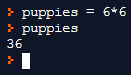 > puppies = 6*6
> puppies
36
>